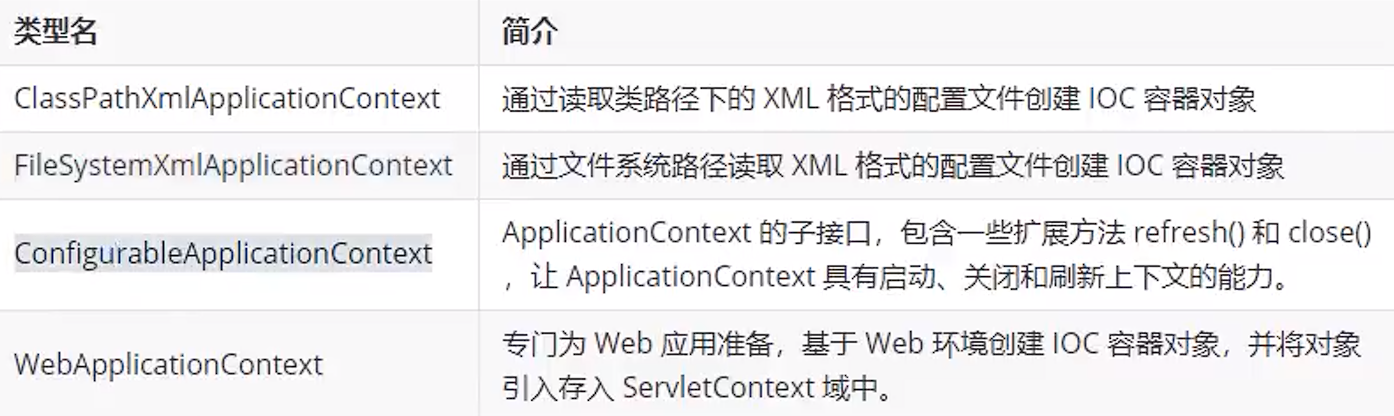 类型名 简介
ClassPathXmlApplicationContext 通过读取类路径下的 XML 格式的配置文件创建 IOC 容器对象
FileSystemXmlApplicationContext 通过文件系统路径读取 XML 格式的配置文件创建 IOC 容器对象
ConfigurableApplicationContext ApplicationContext 的子接口，包含一些扩展方法 refresh() 和 close()
，让 ApplicationContext 具有启动、关闭和刷新上下文的能力。
WebApplicationContext 专门为 Web 应用准备，基于 Web 环境创建 IOC 容器对象，并将对象
引入存入 ServletContext 域中。